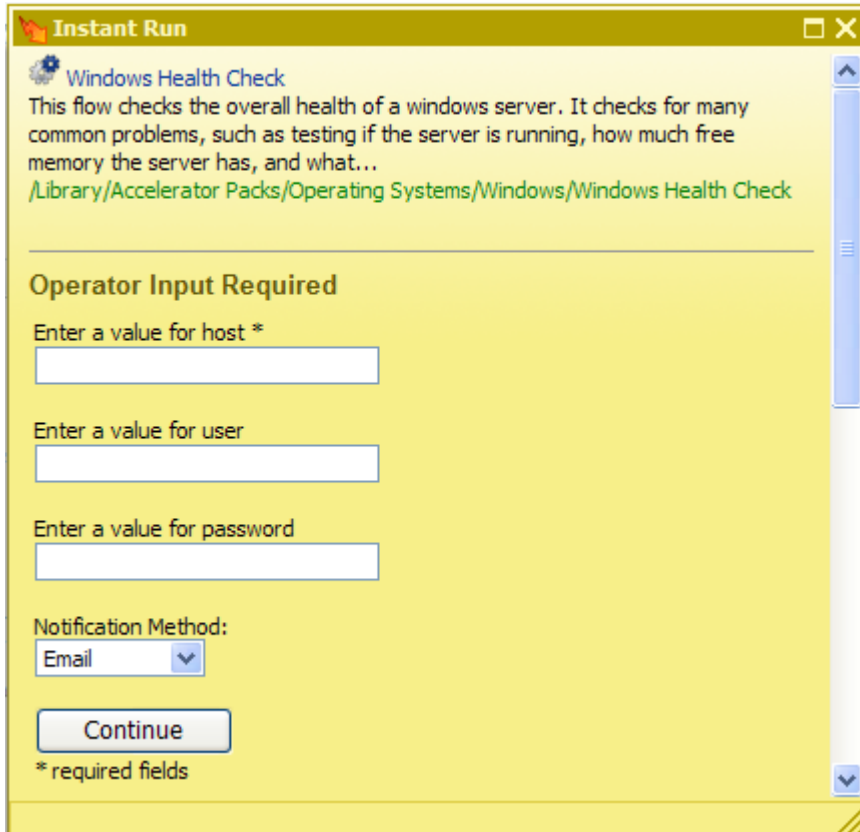 Instant Run
Windows Health Check
This flow checks the overall health of a windows server. It checks for many
common problems, such as testing if the server is running, how much free
memory the server has, and what...
/Library/Accelerator Packs/Operating Systems/Windows/Windows Health Check
Operator Input Required
Enter a value for host *
Enter a value for user
Enter a value for password
Notification Method:
Email
Continue
* required fields